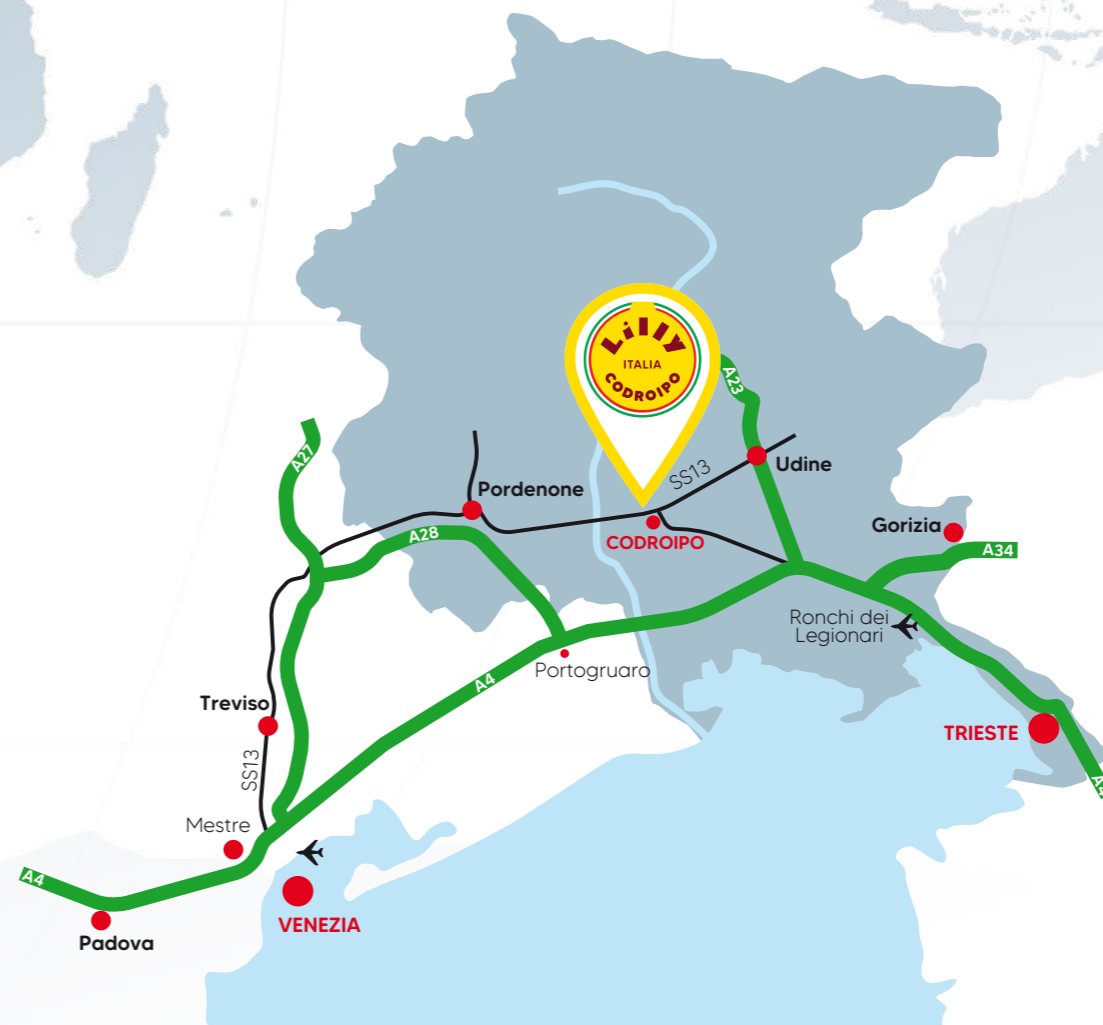 Lilly
ITALIA
CODROIPO
A23
A27
SS13
Udine
Pordenone
A28
CODROIPO
Gorizia
A34
Ronchi dei
Legionari
Portogruaro
A4
Treviso
SS13
TRIESTE
Mestre
A4
Padova
VENEZIA